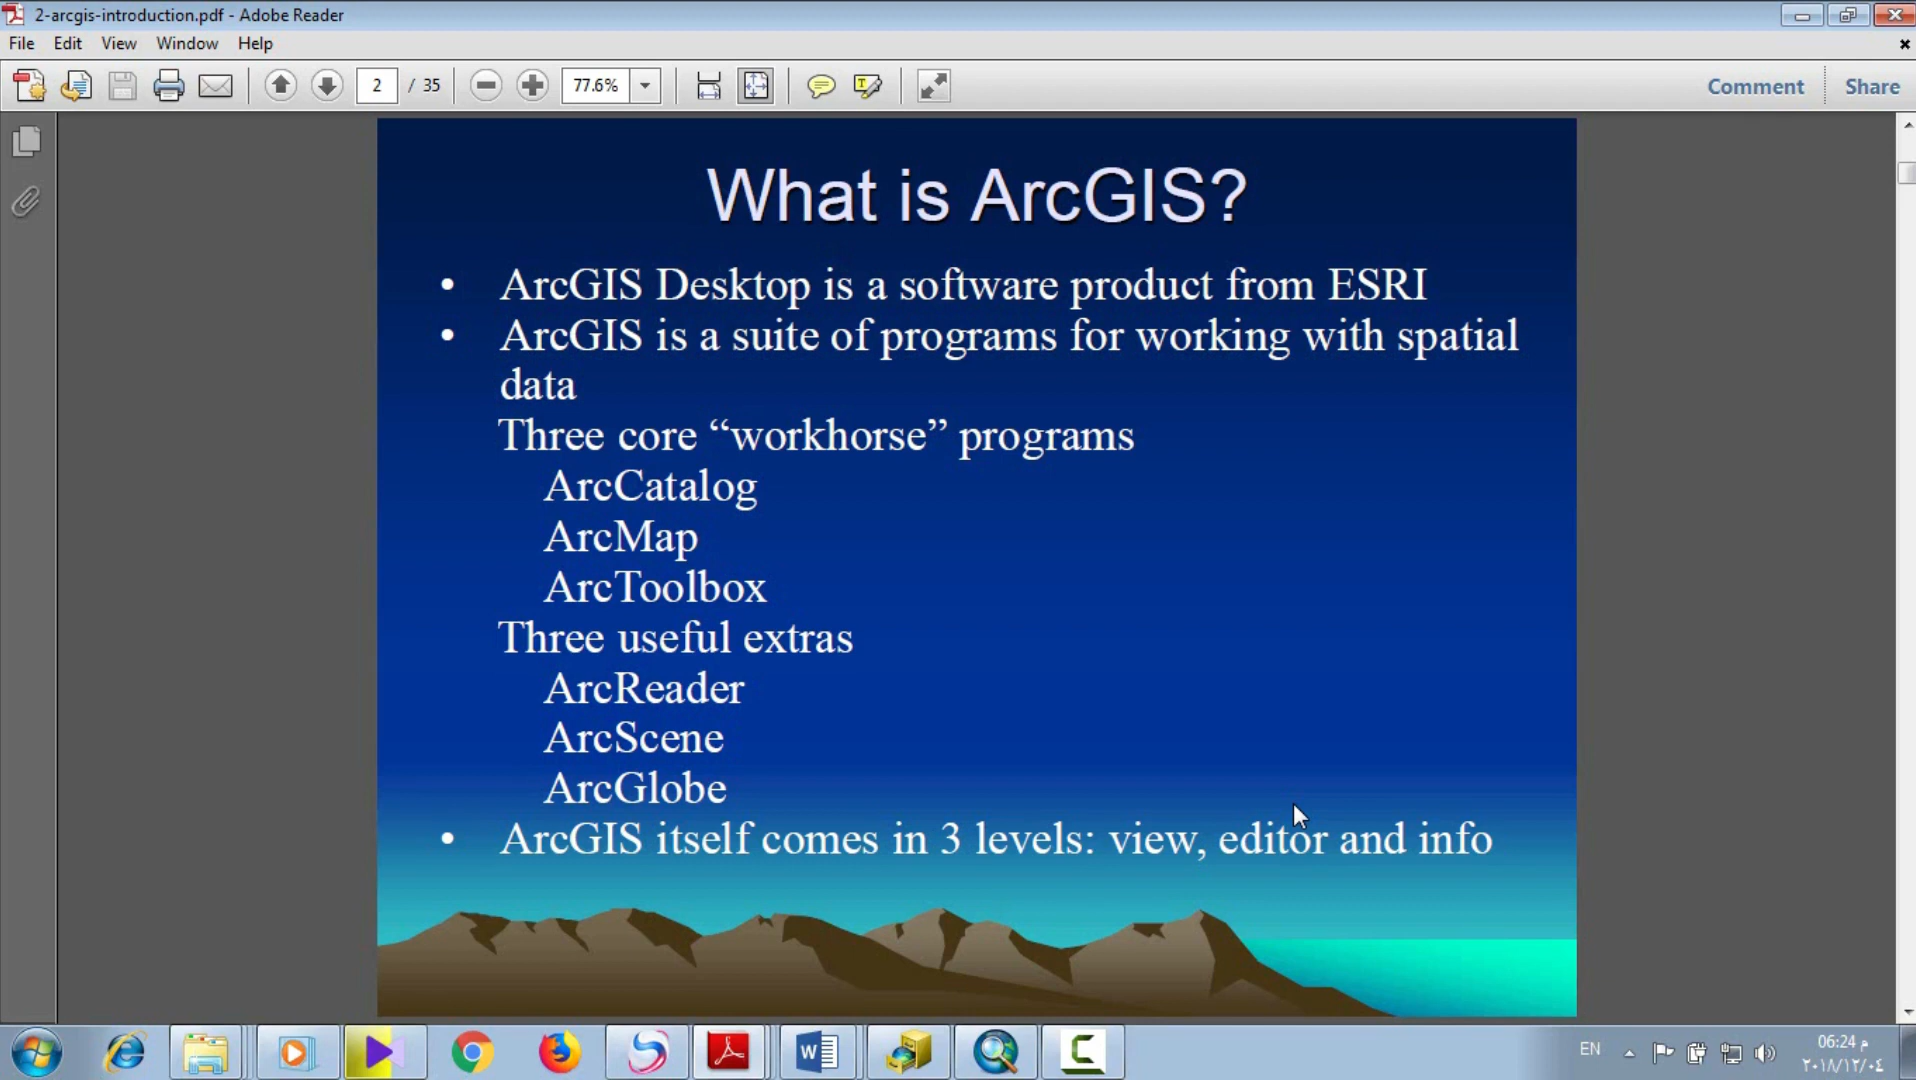 2-arcgis-introduction.pdf - Adobe Reader
File Edit View Window Help
2 / 35 77.6% Comment Share
What is ArcGIS?
• ArcGIS Desktop is a software product from ESRI
• ArcGIS is a suite of programs for working with spatial
data
Three core “workhorse” programs
ArcCatalog
ArcMap
ArcToolbox
Three useful extras
ArcReader
ArcScene
ArcGlobe
• ArcGIS itself comes in 3 levels: view, editor and info
EN
06:24 م
٢٠١٨/١٢/٠٤